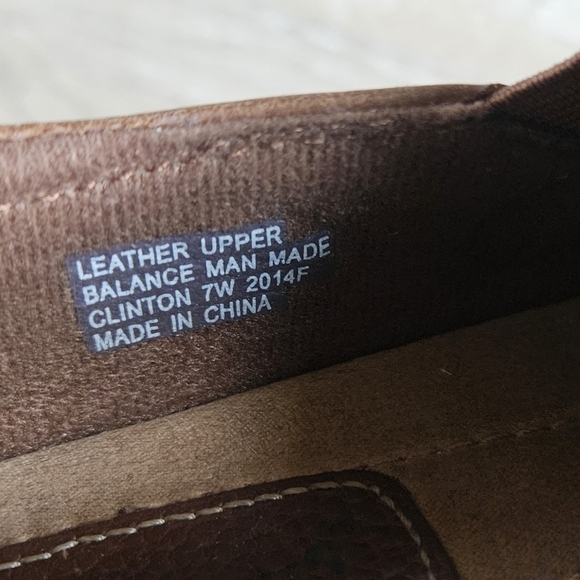 LEATHER UPPER
BALANCE MAN MADE
CLINTON 7W 2014F
MADE IN CHINA